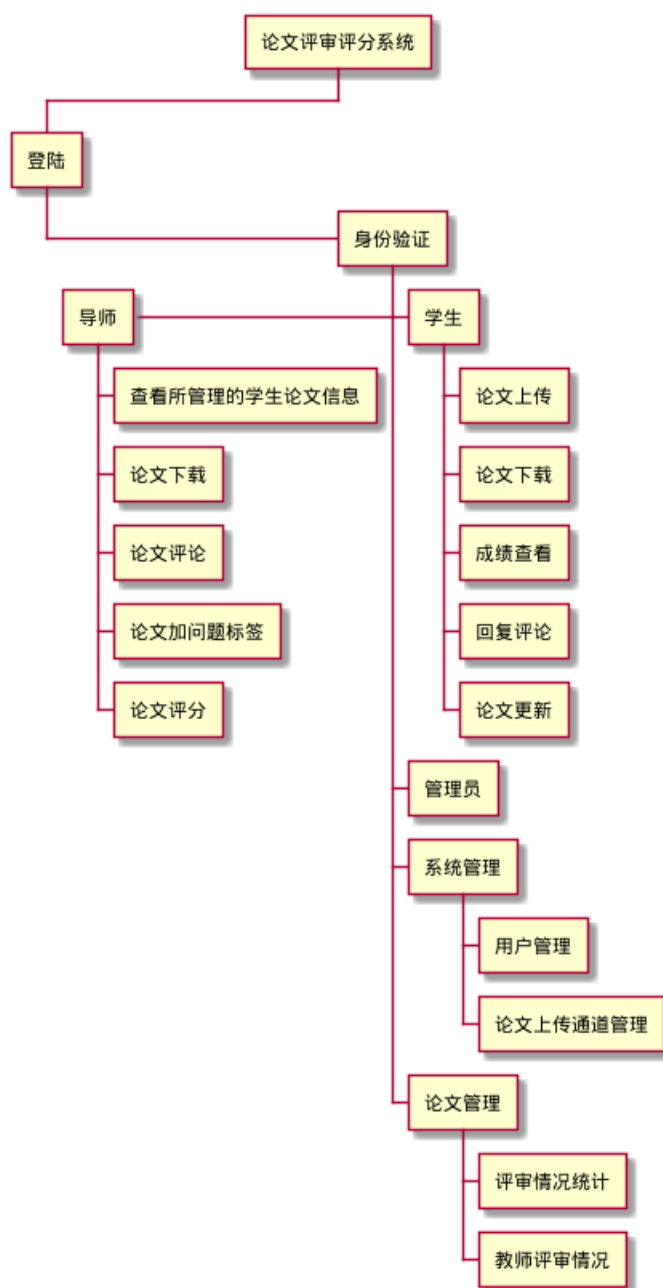 论文评审评分系统
登陆
身份验证
导师
查看所管理的学生论文信息
论文下载
论文评论
论文加问题标签
论文评分
学生
论文上传
论文下载
成绩查看
回复评论
论文更新
管理员
系统管理
用户管理
论文上传通道管理
论文管理
评审情况统计
教师评审情况